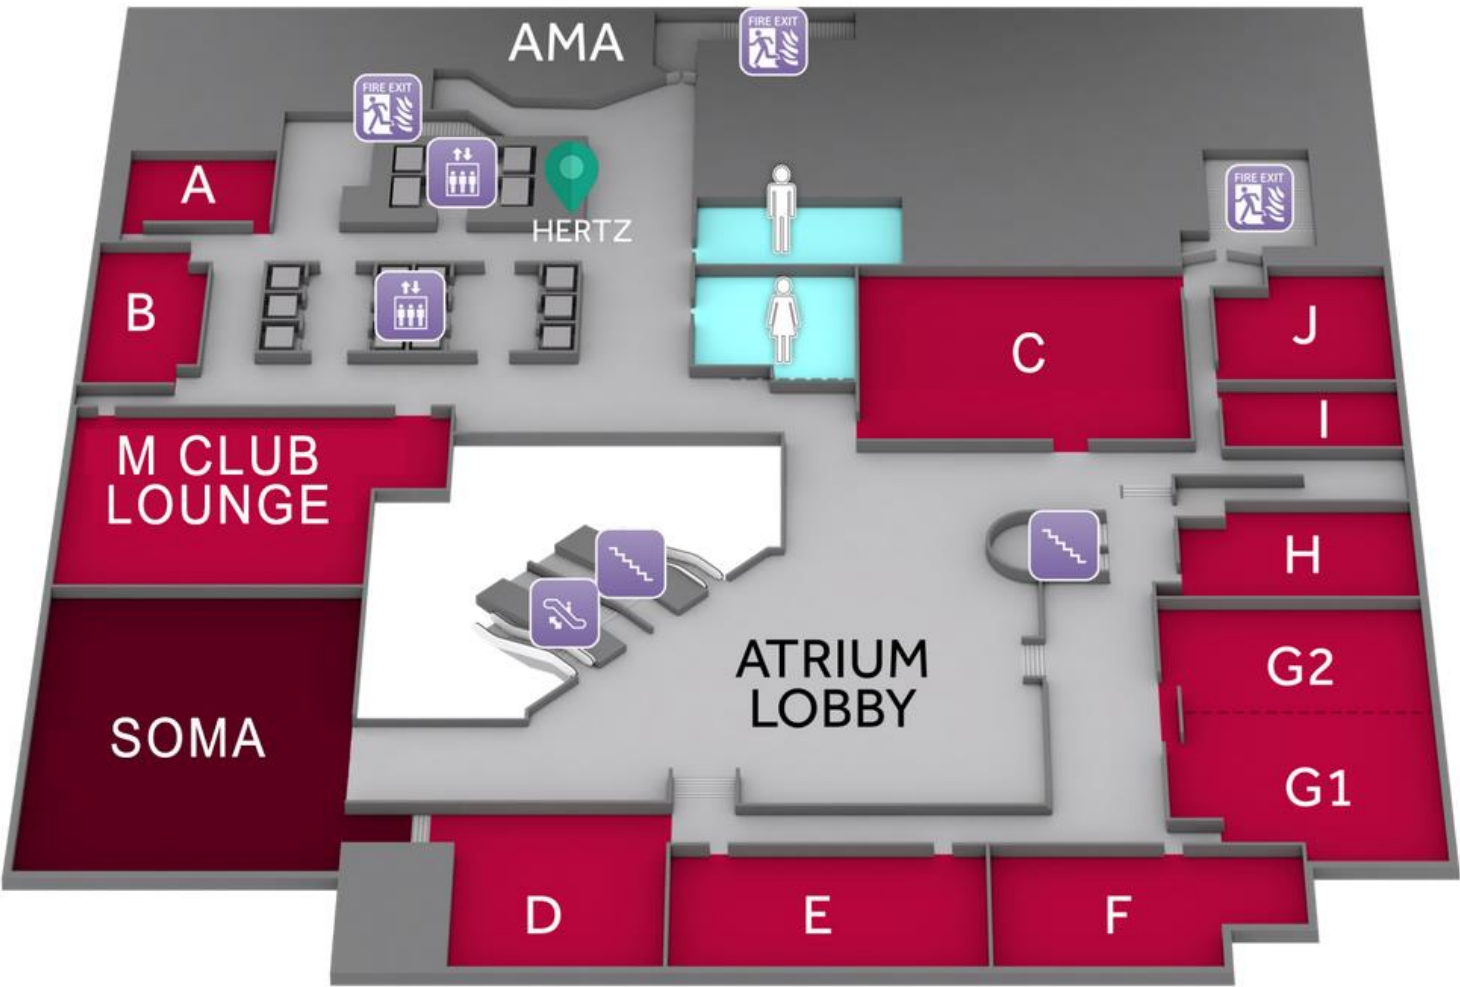 AMA
FIRE EXIT
FIRE EXIT
A
HERTZ
FIRE EXIT
B
C
J
I
M CLUB
LOUNGE
H
ATRIUM
LOBBY
G2
SOMA
G1
D
E
F